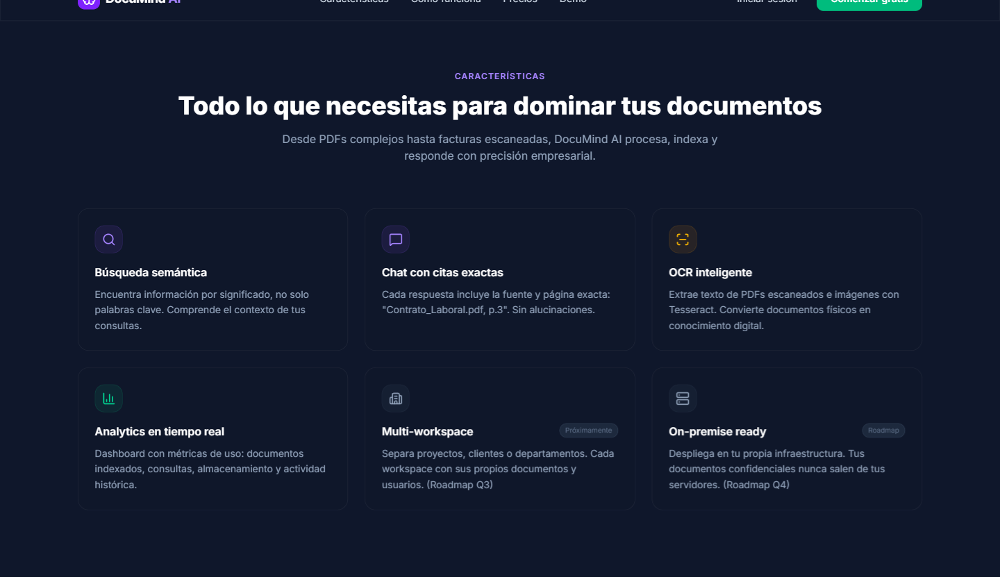 DocuMind AI
Características
Cómo funciona
Precios
Demo
Iniciar sesión
Comenzar gratis
CARACTERÍSTICAS
Todo lo que necesitas para dominar tus documentos
Desde PDFs complejos hasta facturas escaneadas, DocuMind AI procesa, indexa y
responde con precisión empresarial.
Búsqueda semántica
Encuentra información por significado, no solo
palabras clave. Comprende el contexto de tus
consultas.
Chat con citas exactas
Cada respuesta incluye la fuente y página exacta:
"Contrato_Laboral.pdf, p.3". Sin alucinaciones.
OCR inteligente
Extrae texto de PDFs escaneados e imágenes con
Tesseract. Convierte documentos físicos en
conocimiento digital.
Analytics en tiempo real
Dashboard con métricas de uso: documentos
indexados, consultas, almacenamiento y actividad
histórica.
Multi-workspace
Próximamente
Separa proyectos, clientes o departamentos. Cada
workspace con sus propios documentos y
usuarios. (Roadmap Q3)
On-premise ready
Roadmap
Despliega en tu propia infraestructura. Tus
documentos confidenciales nunca salen de tus
servidores. (Roadmap Q4)